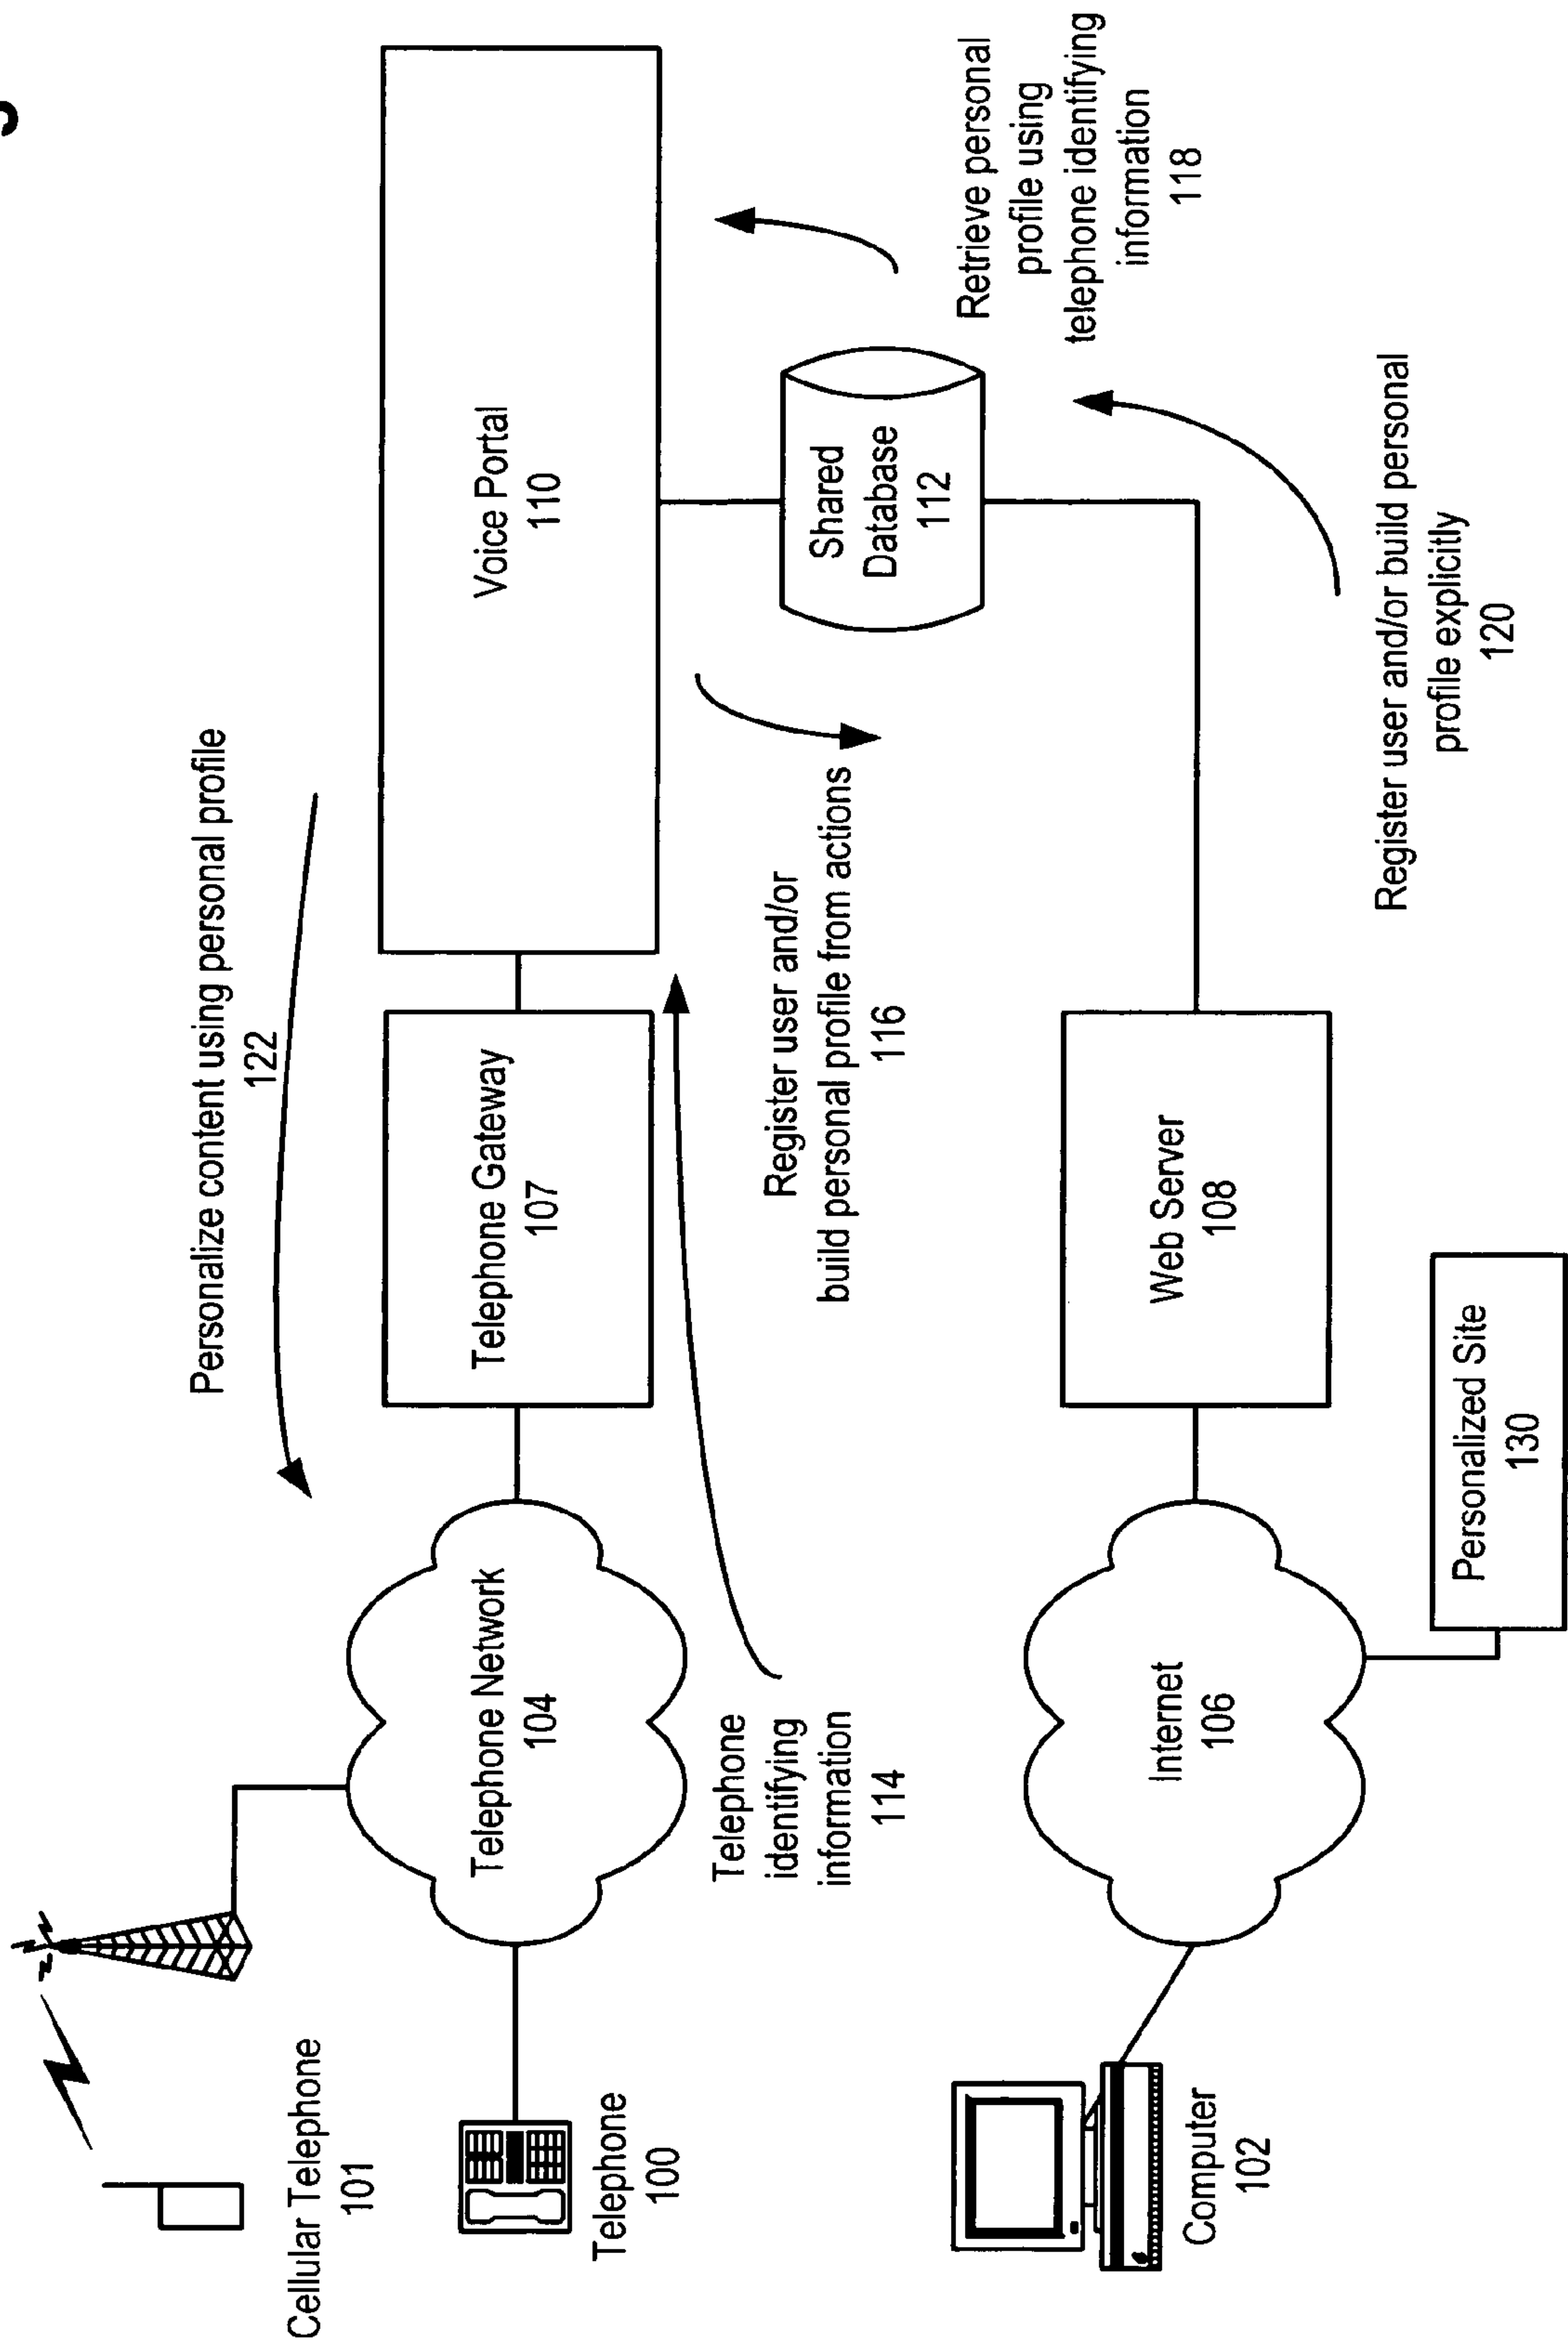 Cellular Telephone
101
Telephone
100
Telephone Network
104
Personalize content using personal profile
122
Telephone Gateway
107
Voice Portal
110
Telephone
identifying
information
114
Register user and/or
build personal profile from actions
116
Shared
Database
112
Retrieve personal
profile using
telephone identifying
information
118
Computer
102
Internet
106
Web Server
108
Register user and/or build personal
profile explicitly
120
Personalized Site
130